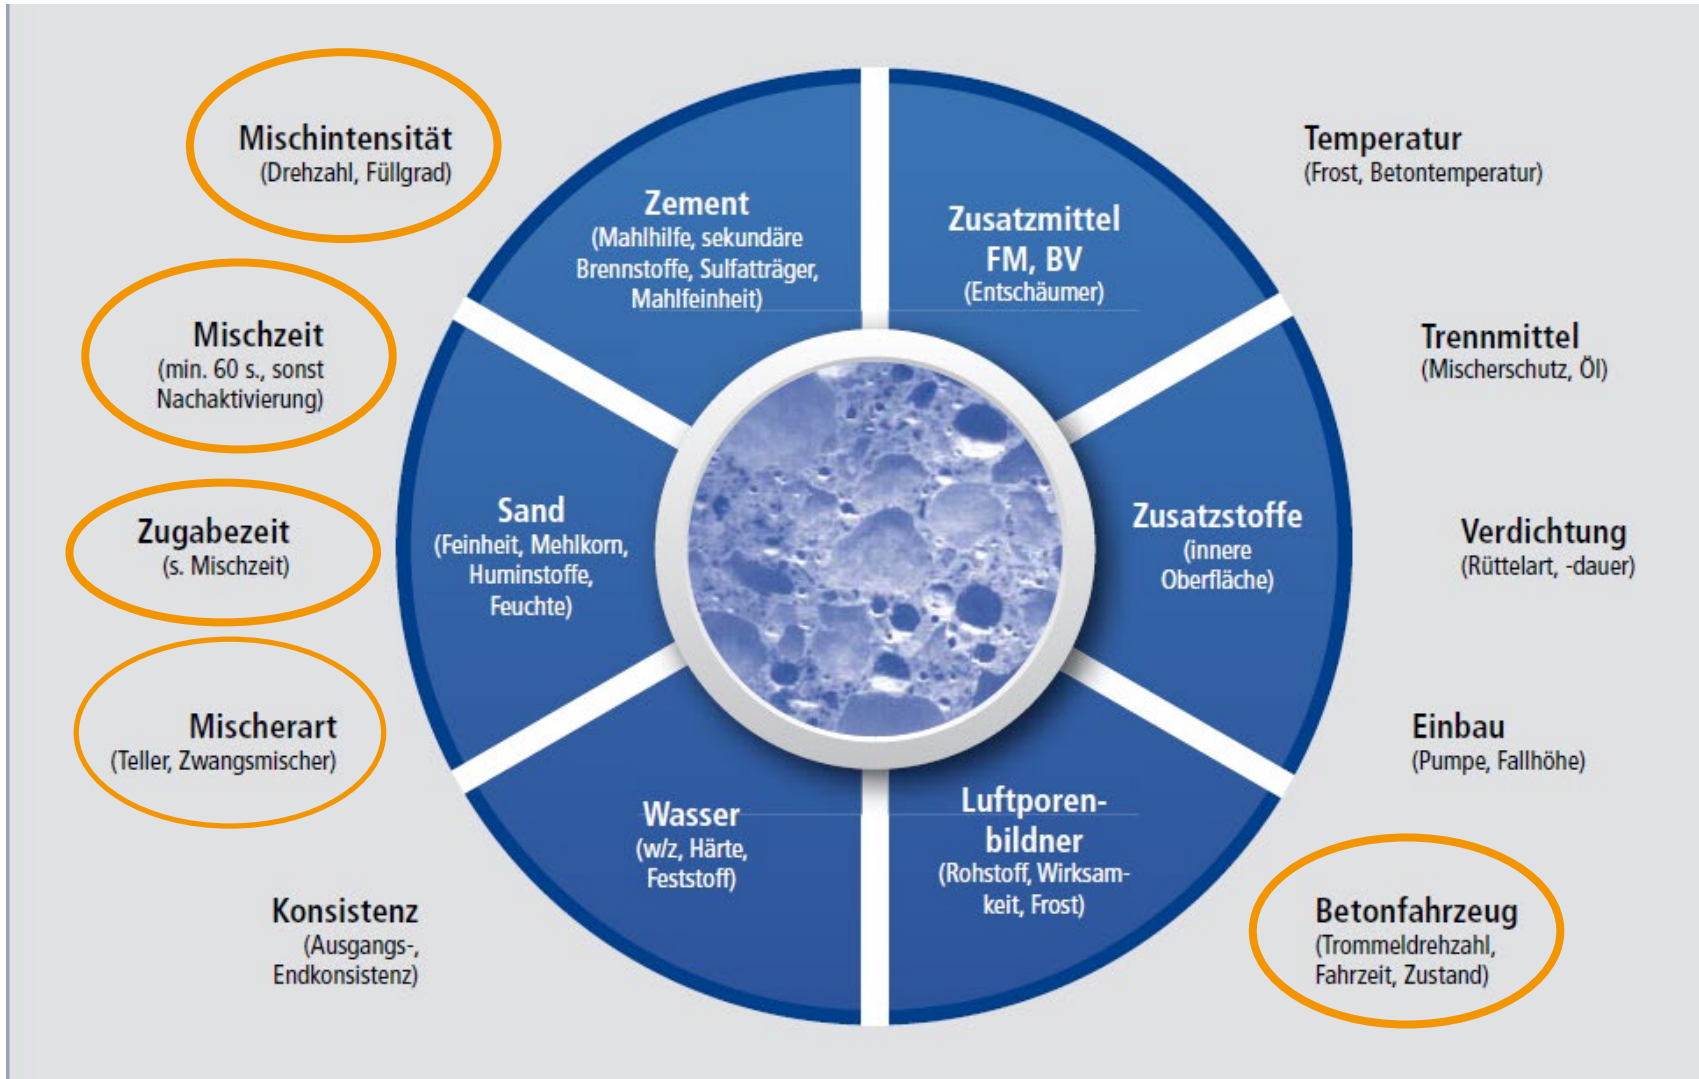 Mischintensität
(Drehzahl, Füllgrad)
Mischzeit
(min. 60 s., sonst
Nachaktivierung)
Zugabezeit
(s. Mischzeit)
Mischerart
(Teller, Zwangsmischer)
Konsistenz
(Ausgangs-,
Endkonsistenz)
Zement
(Mahlhilfe, sekundäre
Brennstoffe, Sulfatträger,
Mahlfeinheit)
Zusatzmittel
FM, BV
(Entschäumer)
Sand
(Feinheit, Mehlkorn,
Huminstoffe,
Feuchte)
Zusatzstoffe
(innere
Oberfläche)
Wasser
(w/z, Härte,
Feststoff)
Luftporen-
bildner
(Rohstoff, Wirksam-
keit, Frost)
Temperatur
(Frost, Betontemperatur)
Trennmittel
(Mischerschutz, Öl)
Verdichtung
(Rüttelart, -dauer)
Einbau
(Pumpe, Fallhöhe)
Betonfahrzeug
(Trommeldrehzahl,
Fahrzeit, Zustand)